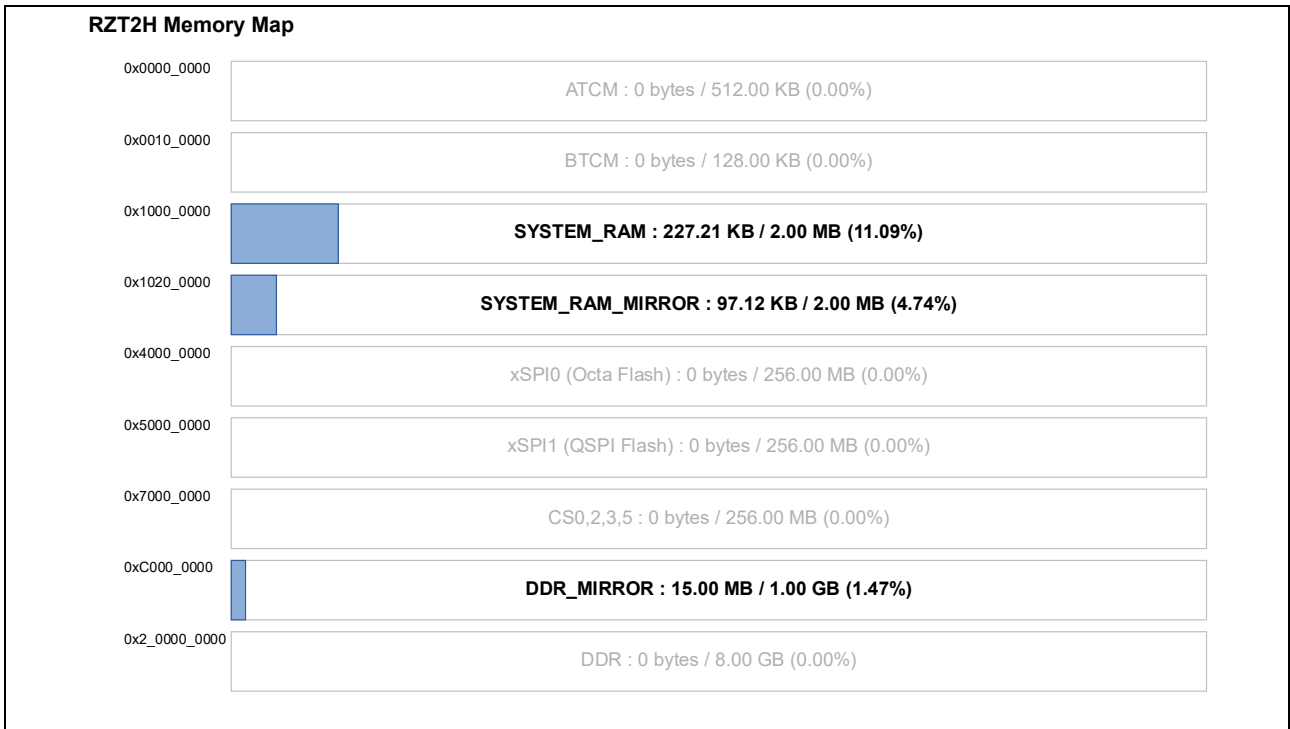 RZT2H Memory Map
0x0000_0000
ATCM : 0 bytes / 512.00 KB (0.00%)
0x0010_0000
BTCM : 0 bytes / 128.00 KB (0.00%)
0x1000_0000
SYSTEM_RAM : 227.21 KB / 2.00 MB (11.09%)
0x1020_0000
SYSTEM_RAM_MIRROR : 97.12 KB / 2.00 MB (4.74%)
0x4000_0000
xSPI0 (Octa Flash) : 0 bytes / 256.00 MB (0.00%)
0x5000_0000
xSPI1 (QSPI Flash) : 0 bytes / 256.00 MB (0.00%)
0x7000_0000
CS0,2,3,5 : 0 bytes / 256.00 MB (0.00%)
0xC000_0000
DDR_MIRROR : 15.00 MB / 1.00 GB (1.47%)
0x2_0000_0000
DDR : 0 bytes / 8.00 GB (0.00%)